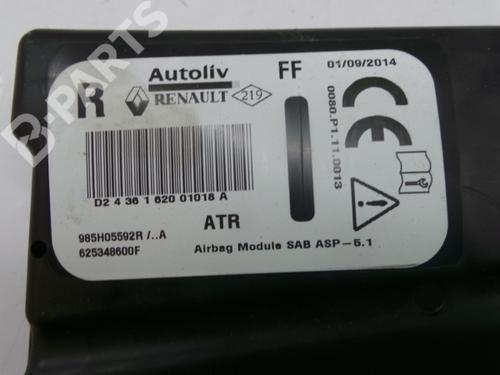 B-PARTS
Autoliv
FF
01/09/2014
R
RENAULT
219
0080.P1.11.0013
CE
D2 4 36 1 620 01018 A
ATR
985H05592R /..A
625348600F
Airbag Module SAB ASP-5.1